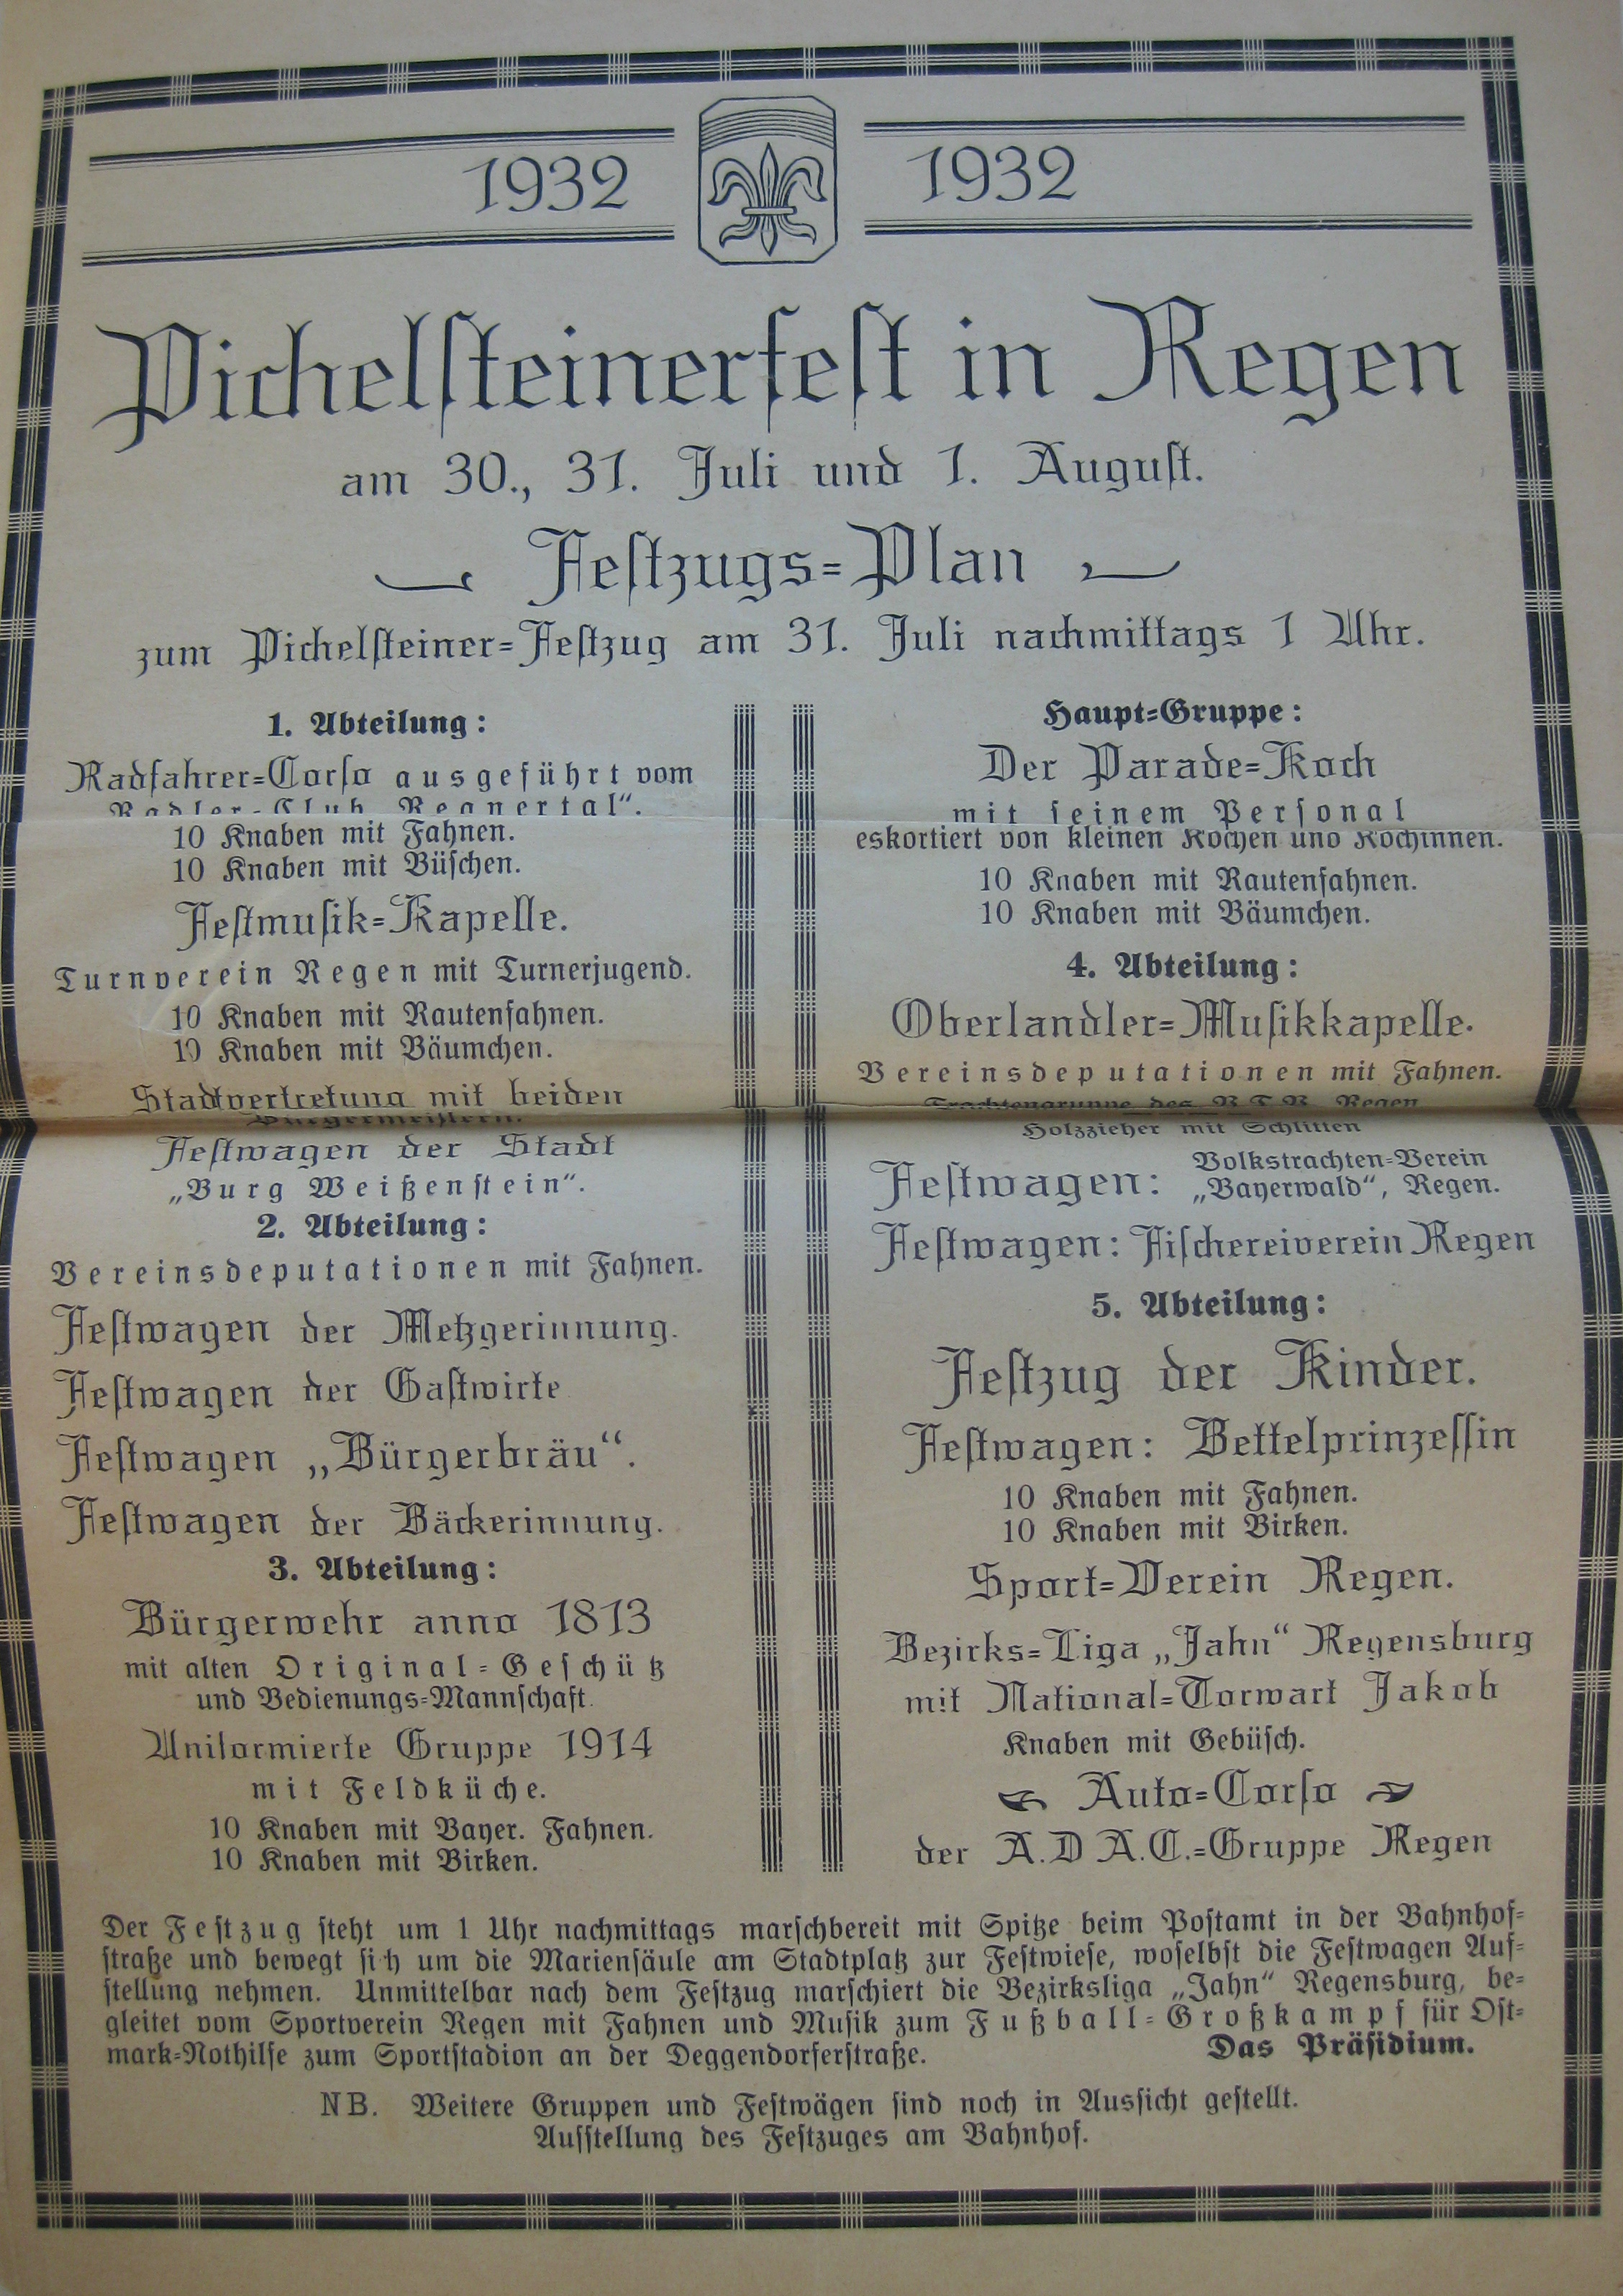 1932 1932
Pichelsteinerfest in Regen
am 30., 31. Juli und 1. August.
Festzugs=Plan
zum Pichelsteiner=Festzug am 31. Juli nachmittags 1 Uhr.
1. Abteilung:
Radfahrer=Corso ausgeführt vom
Radler-Club Regnertal“.
10 Knaben mit Fahnen.
10 Knaben mit Büschen.
Festmusik=Kapelle.
Turnverein Regen mit Turnerjugend.
10 Knaben mit Rautenfahnen.
10 Knaben mit Bäumchen.
Stadtvertretung mit beiden
Bürgermeistern.
Festwagen der Stadt
„Burg Weißenstein“.
2. Abteilung:
Vereinsdeputationen mit Fahnen.
Festwagen der Metzgerinnung.
Festwagen der Gastwirte
Festwagen „Bürgerbräu“.
Festwagen der Bäckerinnung.
3. Abteilung:
Bürgerwehr anno 1813
mit alten Original=Geschütz
und Bedienungs=Mannschaft.
Uniformierte Gruppe 1914
mit Feldküche.
10 Knaben mit Bayer. Fahnen.
10 Knaben mit Birken.
Haupt=Gruppe:
Der Parade=Koch
mit seinem Personal
eskortiert von kleinen Köchen und Köchinnen.
10 Knaben mit Rautenfahnen.
10 Knaben mit Bäumchen.
4. Abteilung:
Oberlandler=Musikkapelle.
Vereinsdeputationen mit Fahnen.
Trachtengruppe des V.T.V. Regen
Holzzieher mit Schlitten
Festwagen: Volkstrachten=Verein
„Bayerwald“, Regen.
Festwagen: Fischereiverein Regen
5. Abteilung:
Festzug der Kinder.
Festwagen: Bettelprinzessin
10 Knaben mit Fahnen.
10 Knaben mit Birken.
Sport=Verein Regen.
Bezirks=Liga „Jahn“ Regensburg
mit National=Torwart Jakob
Knaben mit Gebüsch.
Auto=Corso
der A.D A.C.=Gruppe Regen
Der Festzug steht um 1 Uhr nachmittags marschbereit mit Spitze beim Postamt in der Bahnhof=
straße und bewegt sich um die Mariensäule am Stadtplatz zur Festwiese, woselbst die Festwagen Auf=
stellung nehmen. Unmittelbar nach dem Festzug marschiert die Bezirksliga „Jahn“ Regensburg, be=
gleitet vom Sportverein Regen mit Fahnen und Musik zum Fußball=Großkampf für Ost=
mark=Nothilfe zum Sportstadion an der Deggendorferstraße. Das Präsidium.
NB. Weitere Gruppen und Festwägen sind noch in Aussicht gestellt.
Aufstellung des Festzuges am Bahnhof.